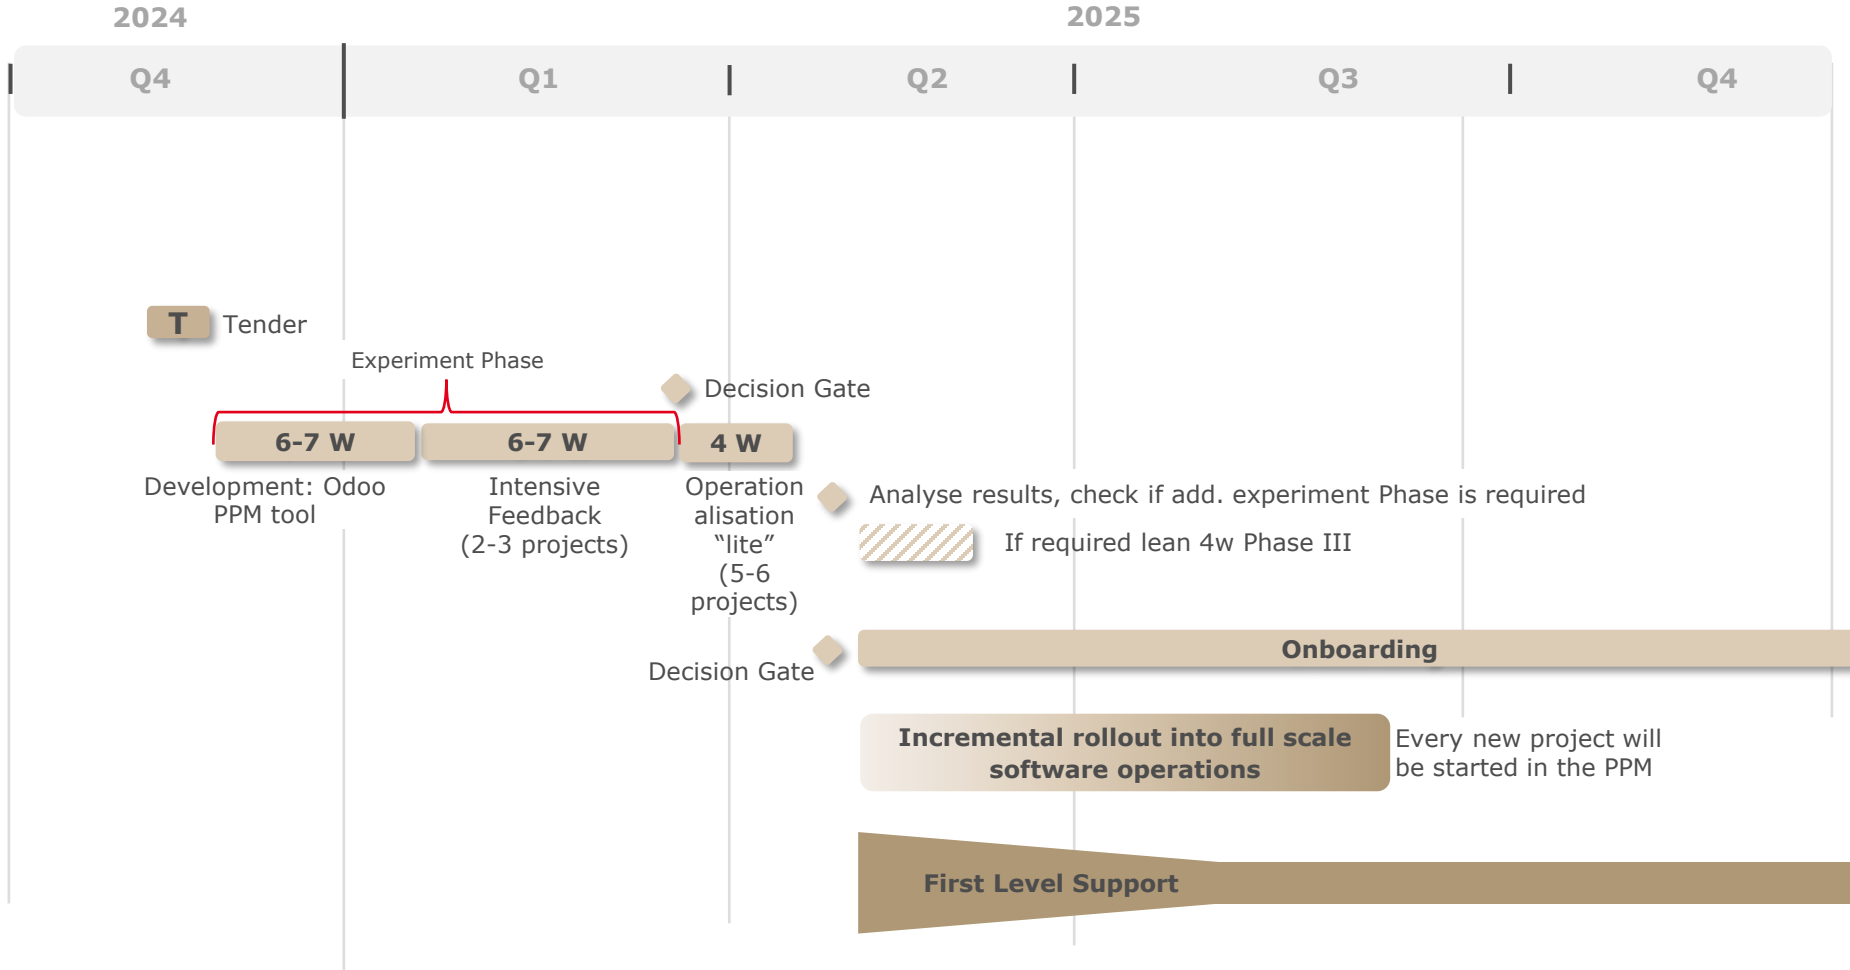 2024
2025
Q4
Q1
Q2
Q3
Q4
T
Tender
Experiment Phase
Decision Gate
6-7 W
6-7 W
4 W
Development: Odoo
PPM tool
Intensive
Feedback
(2-3 projects)
Operation
alisation
“lite”
(5-6
projects)
Analyse results, check if add. experiment Phase is required
If required lean 4w Phase III
Onboarding
Decision Gate
Incremental rollout into full scale
software operations
Every new project will
be started in the PPM
First Level Support